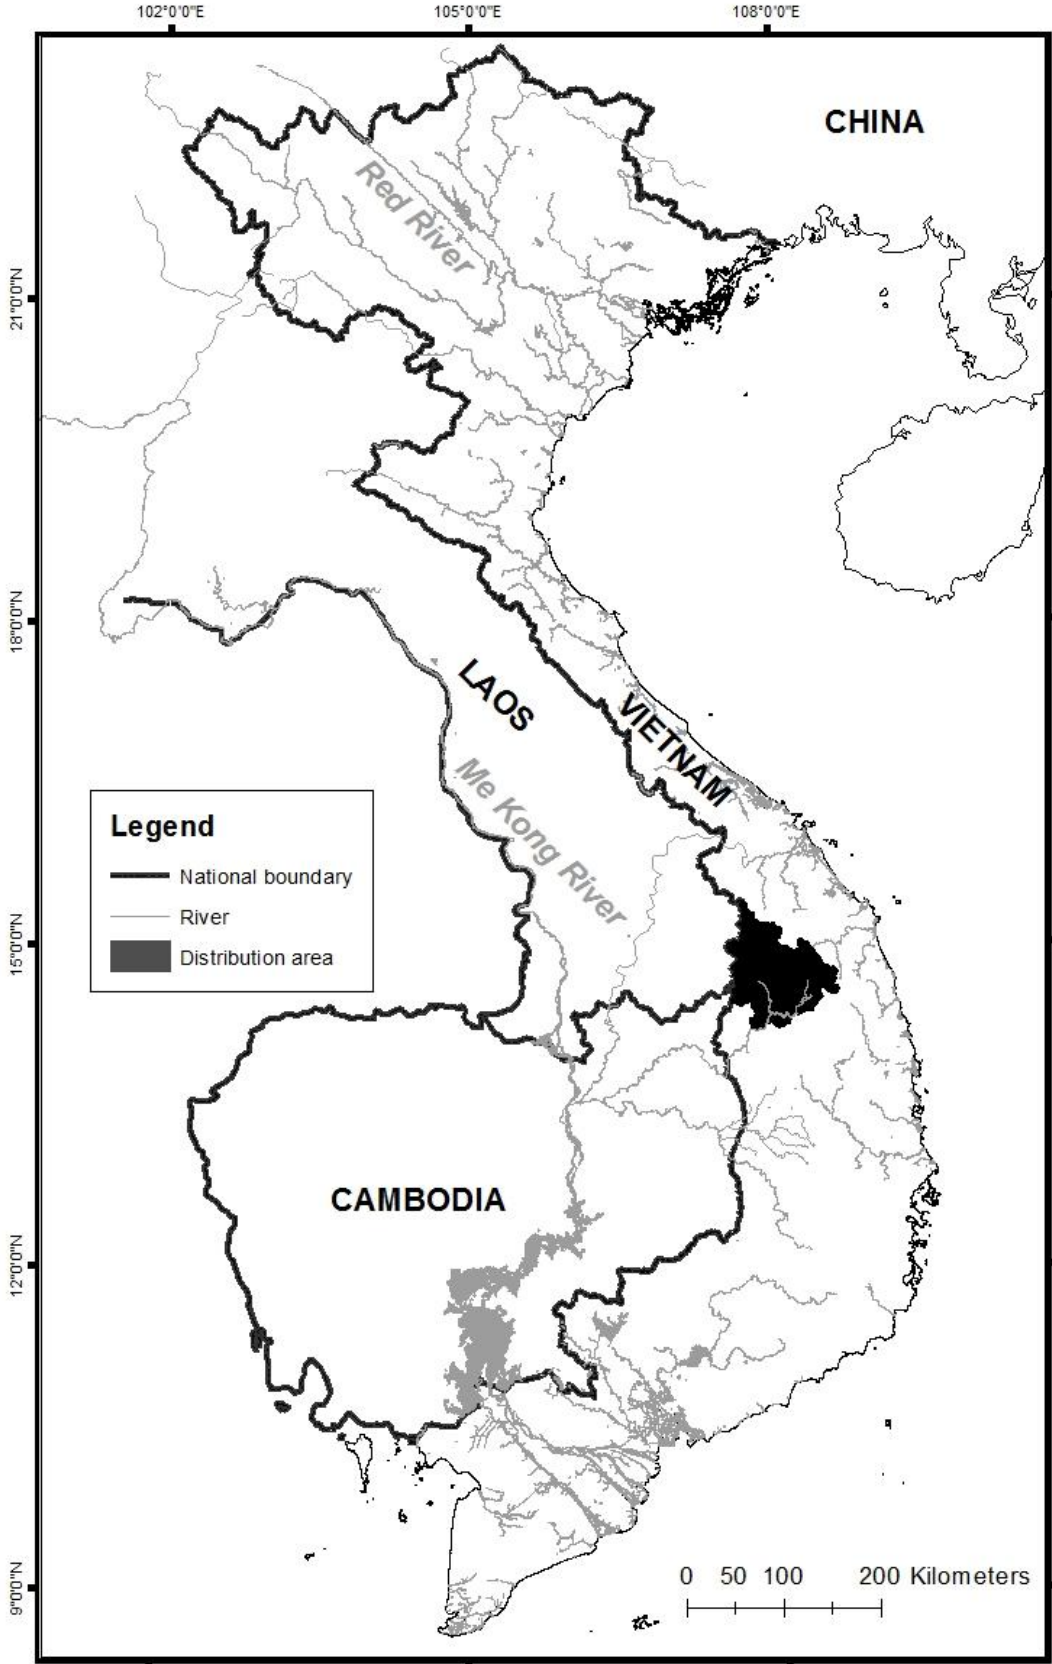 102°0'0"E
105°0'0"E
108°0'0"E
CHINA
Red River
21°0'0"N
18°0'0"N
LAOS
VIETNAM
Me Kong River
Legend
National boundary
River
Distribution area
15°0'0"N
CAMBODIA
12°0'0"N
9°0'0"N
0 50 100 200 Kilometers